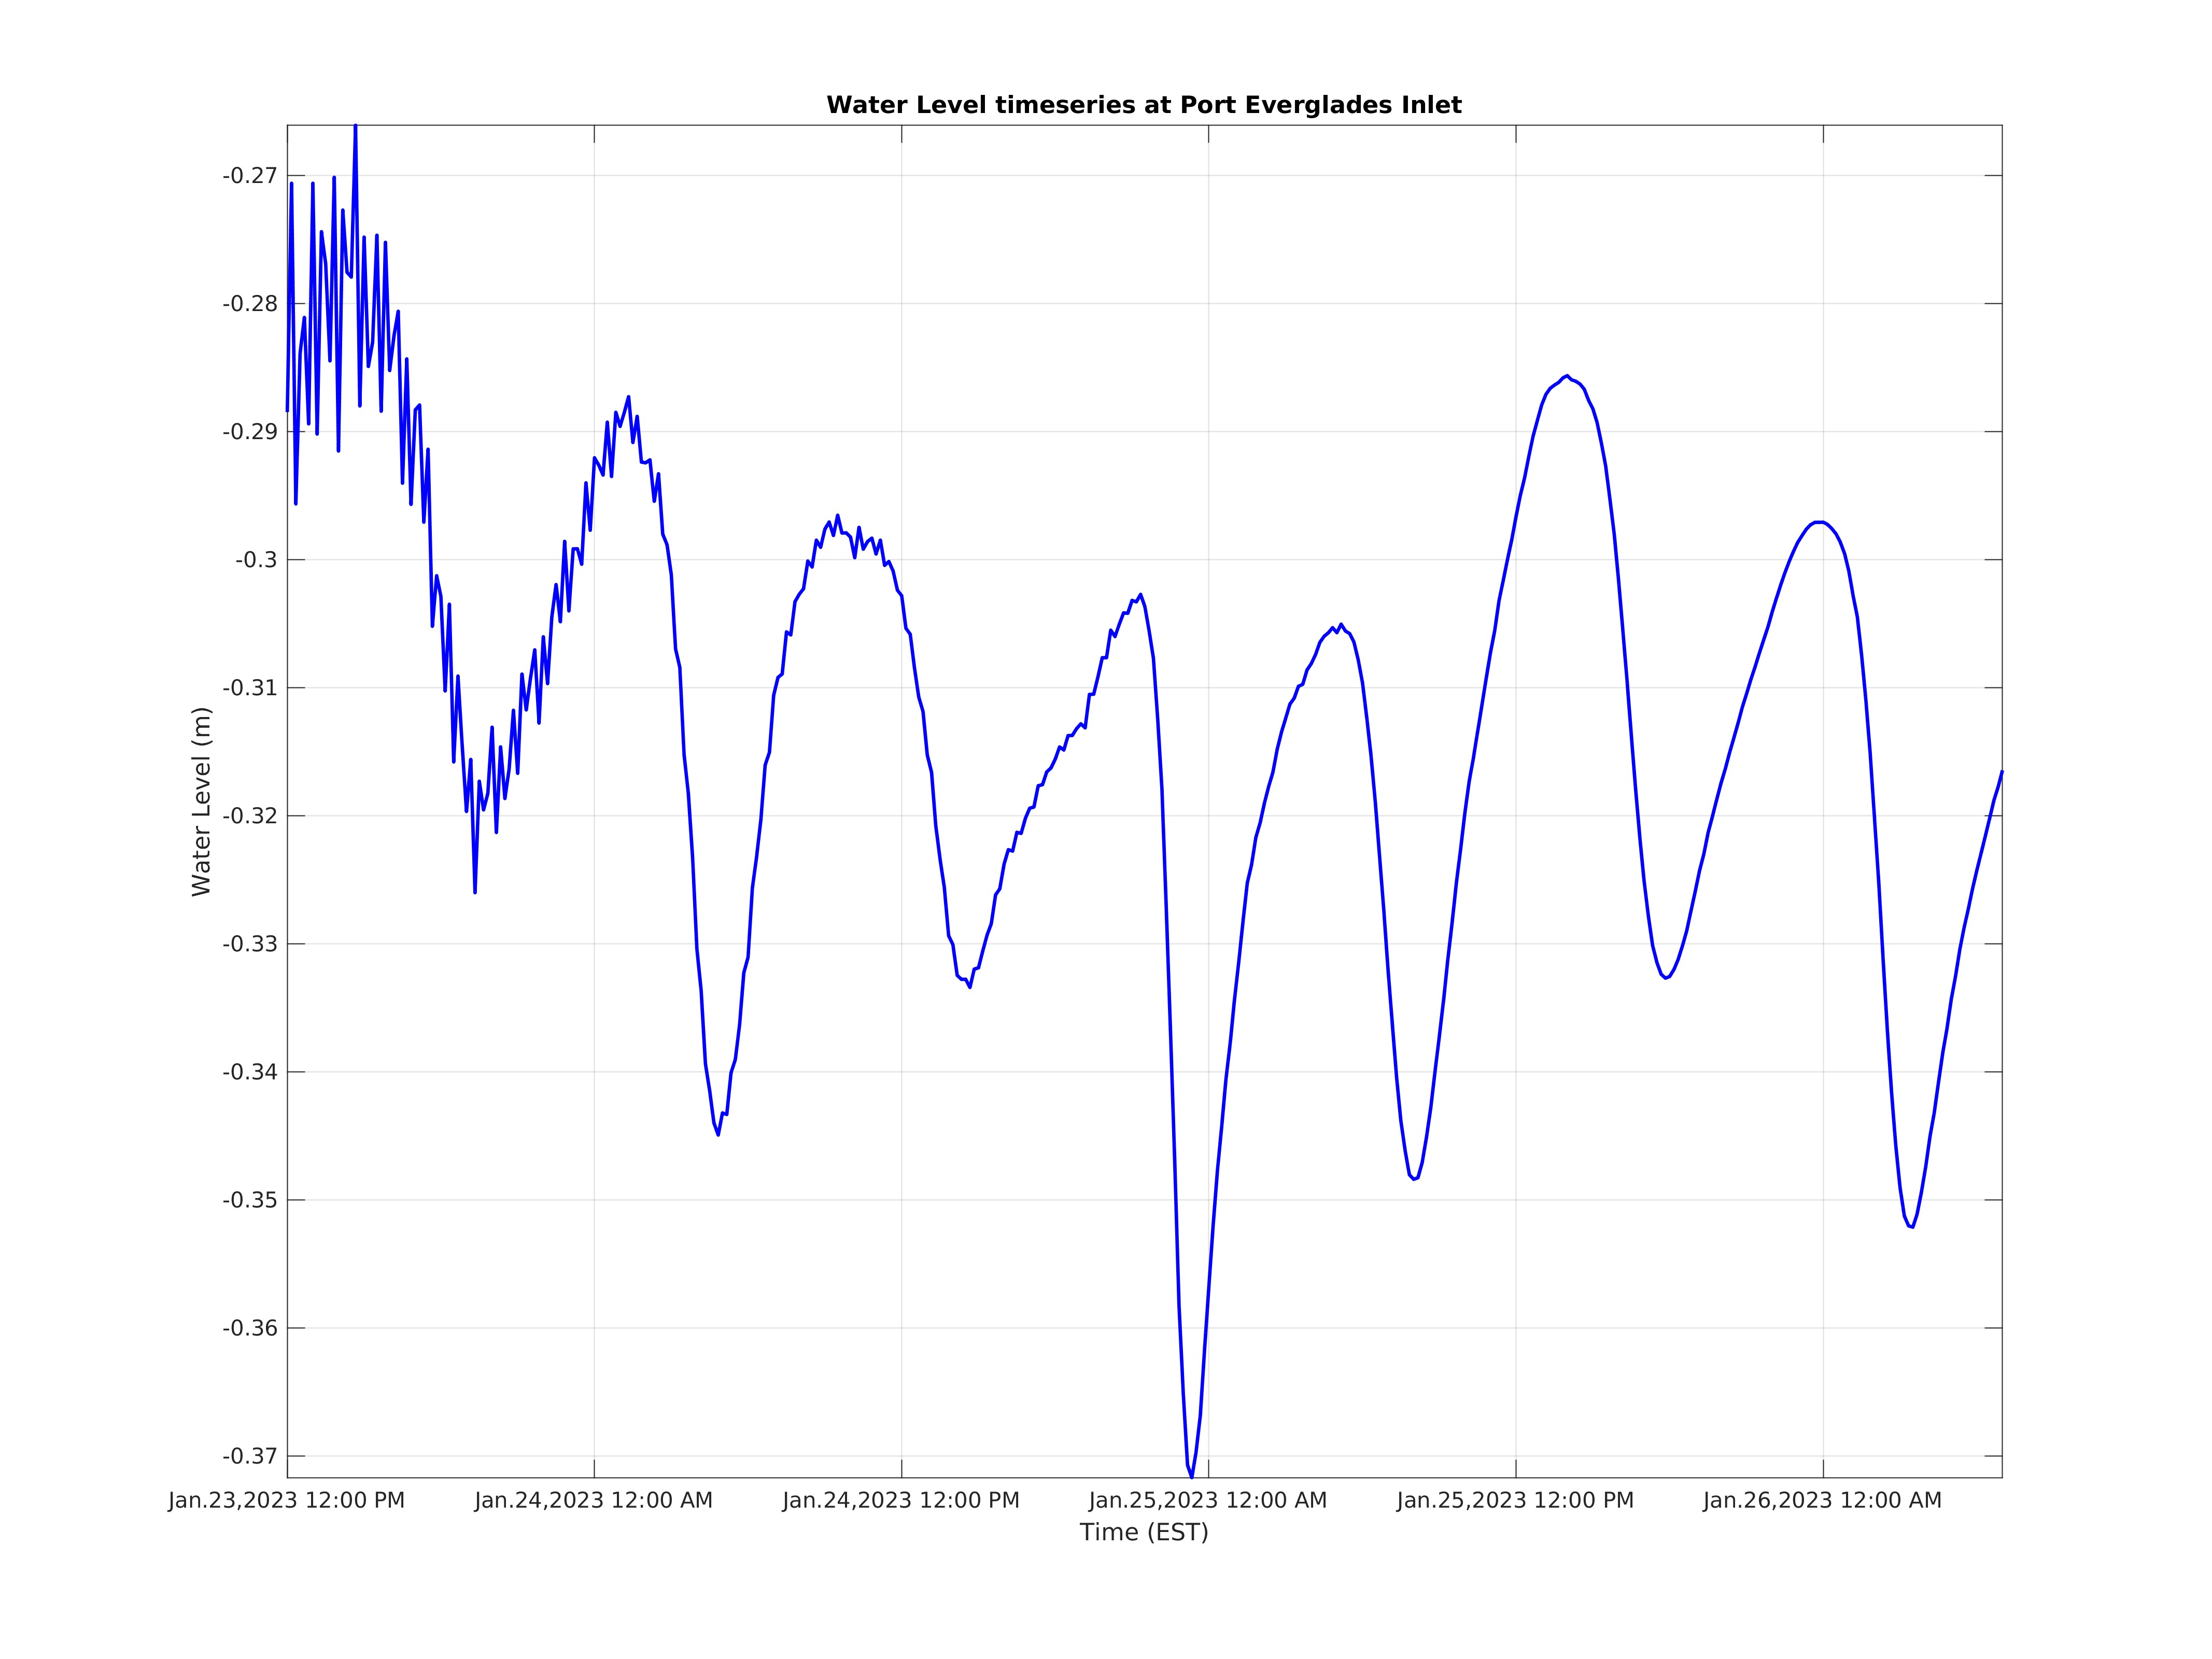 Water Level timeseries at Port Everglades Inlet
-0.27
-0.28
-0.29
-0.3
-0.31
-0.32
-0.33
-0.34
-0.35
-0.36
-0.37
Water Level (m)
Jan.23,2023 12:00 PM
Jan.24,2023 12:00 AM
Jan.24,2023 12:00 PM
Jan.25,2023 12:00 AM
Jan.25,2023 12:00 PM
Jan.26,2023 12:00 AM
Time (EST)